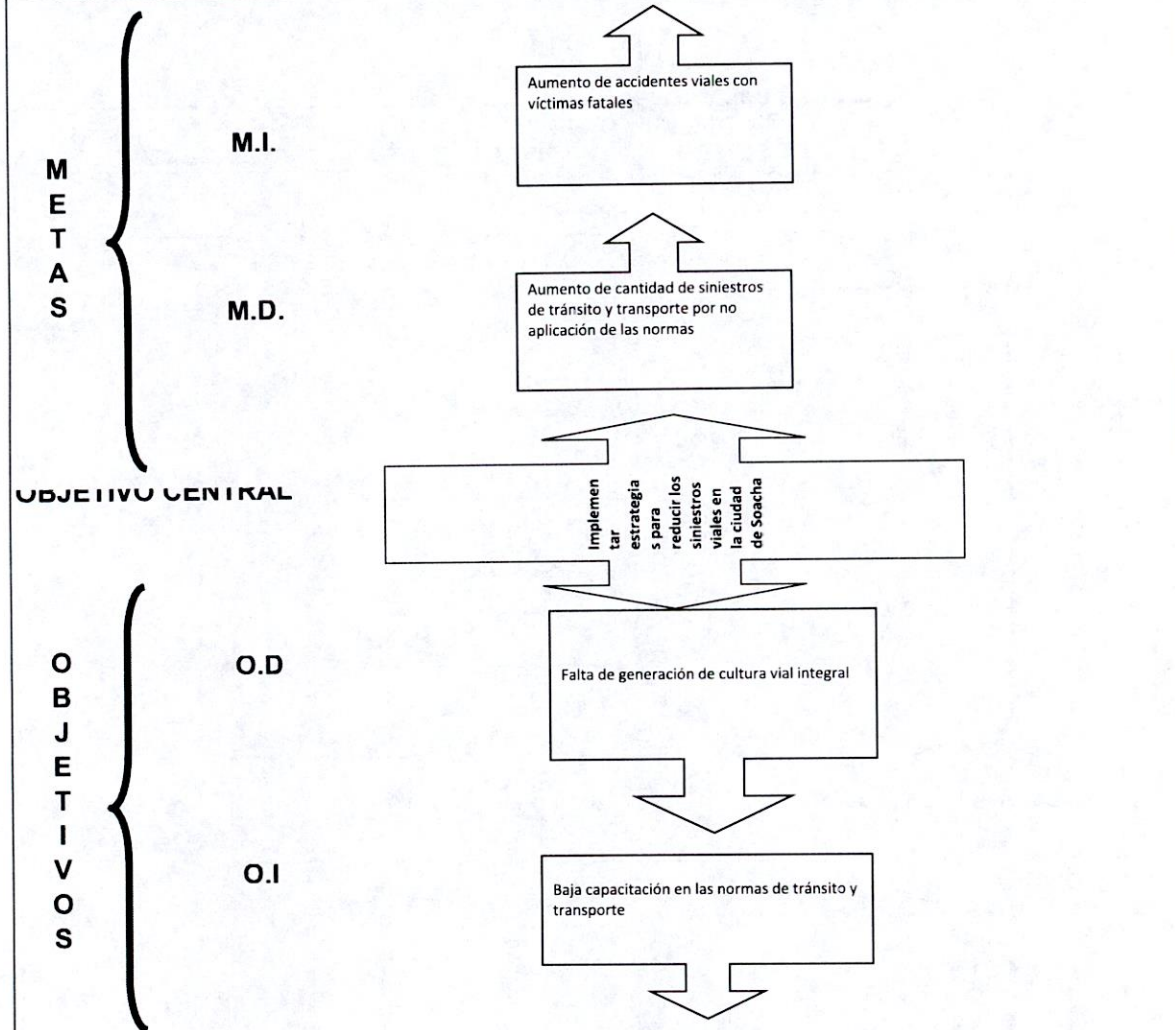 METAS
M.I.
Aumento de accidentes viales con
víctimas fatales
M.D.
Aumento de cantidad de siniestros
de tránsito y transporte por no
aplicación de las normas
OBJETIVO CENTRAL
Implemen
tar
estrategia
s para
reducir los
siniestros
viales en
la ciudad
de Soacha
OBJETIVOS
O.D
Falta de generación de cultura vial integral
O.I
Baja capacitación en las normas de tránsito y
transporte